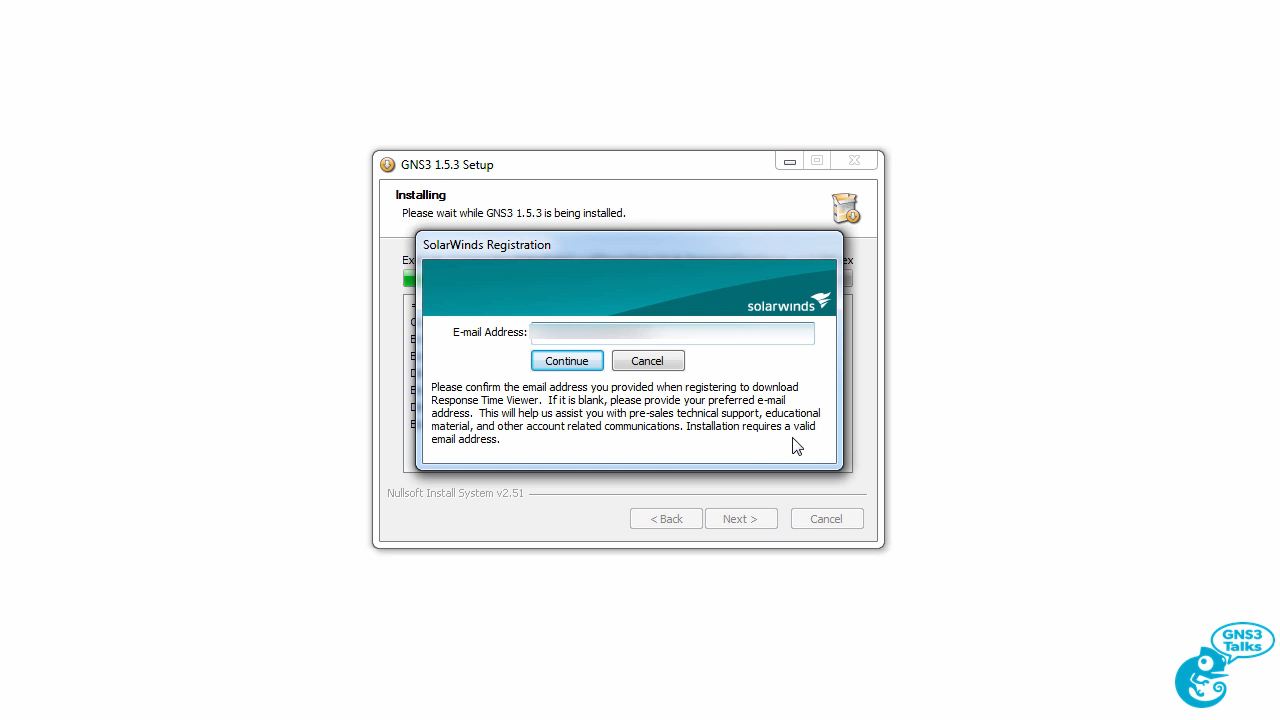 GNS3 1.5.3 Setup
Installing
Please wait while GNS3 1.5.3 is being installed.
SolarWinds Registration
solarwinds
E-mail Address:
Continue
Cancel
Please confirm the email address you provided when registering to download
Response Time Viewer. If it is blank, please provide your preferred e-mail
address. This will help us assist you with pre-sales technical support, educational
material, and other account related communications. Installation requires a valid
email address.
Nullsoft Install System v2.51
< Back
Next >
Cancel
GNS3
Talks